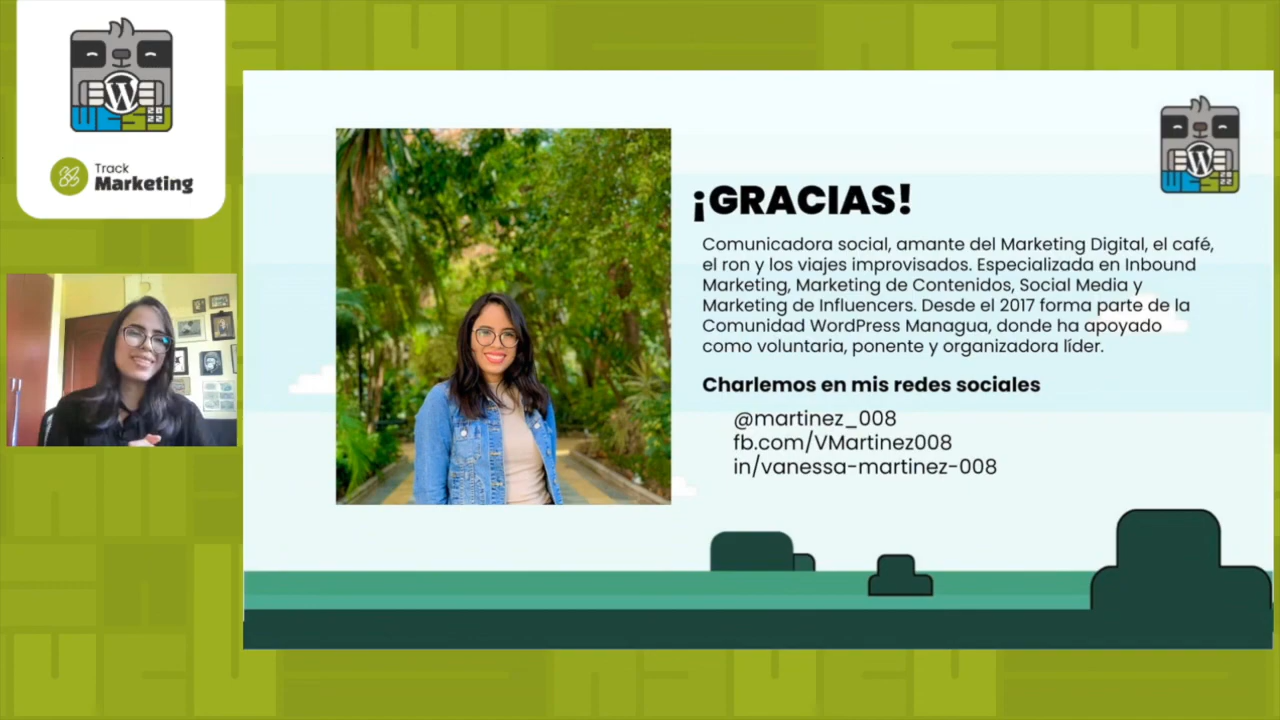 W
WCSJ
2022
Track
Marketing
W
¡GRACIAS!
Comunicadora social, amante del Marketing Digital, el café,
el ron y los viajes improvisados. Especializada en Inbound
Marketing, Marketing de Contenidos, Social Media y
Marketing de Influencers. Desde el 2017 forma parte de la
Comunidad WordPress Managua, donde ha apoyado
como voluntaria, ponente y organizadora líder.
Charlemos en mis redes sociales
@martinez_008
fb.com/VMartinez008
in/vanessa-martinez-008